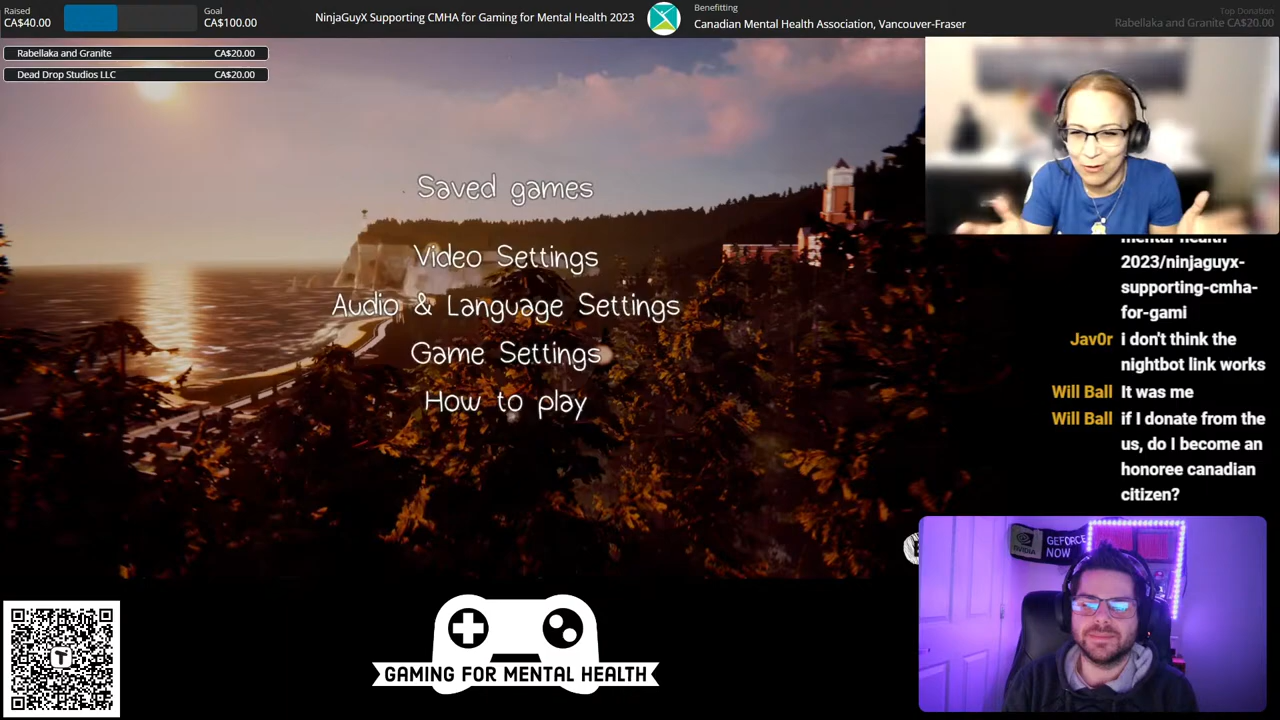 Raised
CA$40.00
Goal
CA$100.00
NinjaGuyX Supporting CMHA for Gaming for Mental Health 2023
Benefitting
Canadian Mental Health Association, Vancouver-Fraser
Top Donation
Rabellaka and Granite CA$20.00
Rabellaka and Granite CA$20.00
Dead Drop Studios LLC CA$20.00
Saved games
Video Settings
Audio & Language Settings
Game Settings
How to play
mental-health-
2023/ninjaguyx-
supporting-cmha-
for-gami
Jav0r i don't think the
nightbot link works
Will Ball It was me
Will Ball if I donate from the
us, do I become an
honoree canadian
citizen?
NVIDIA
GEFORCE
NOW
T
GAMING FOR MENTAL HEALTH